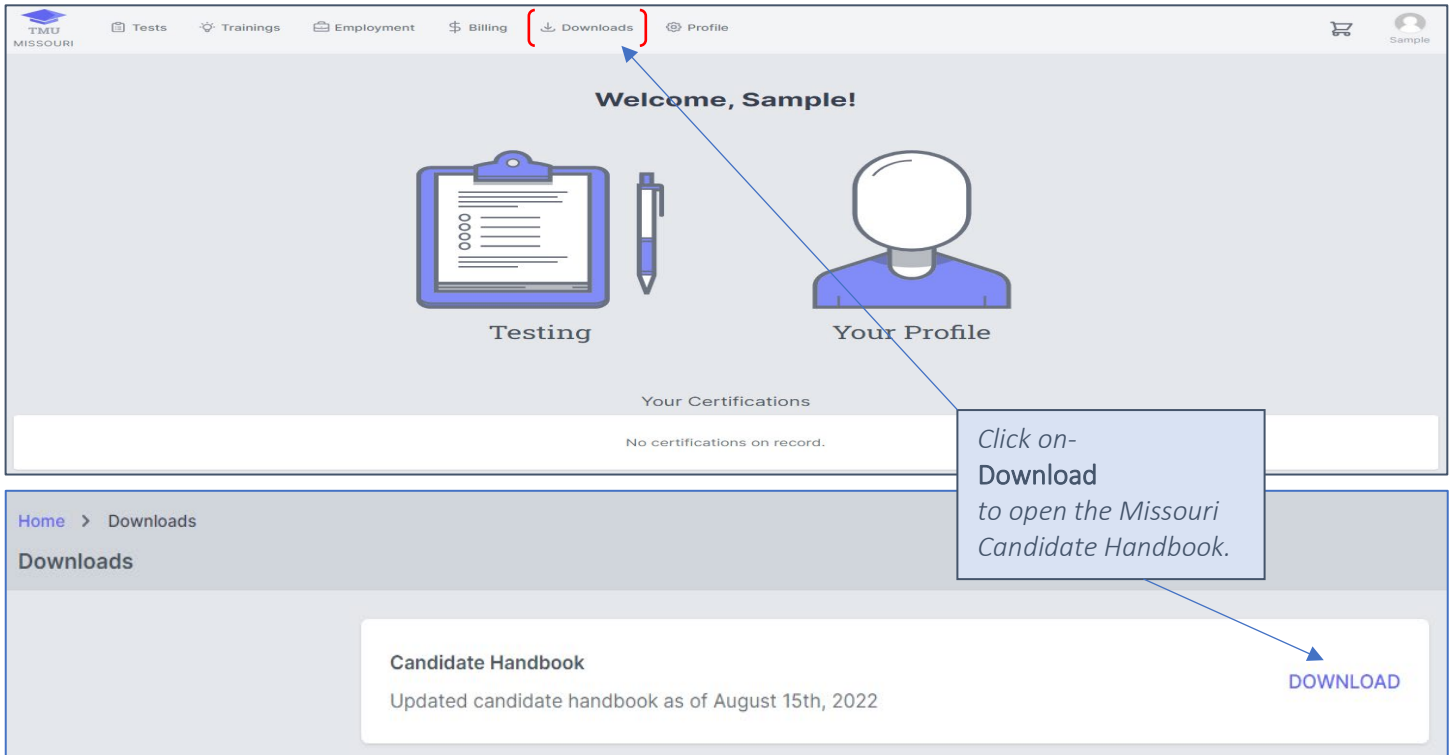 TMU
MISSOURI
Tests
Trainings
Employment
$ Billing
Downloads
Profile
Sample
Welcome, Sample!
Testing
Your Profile
Your Certifications
No certifications on record.
Click on-
Download
to open the Missouri
Candidate Handbook.
Home > Downloads
Downloads
Candidate Handbook
Updated candidate handbook as of August 15th, 2022
DOWNLOAD